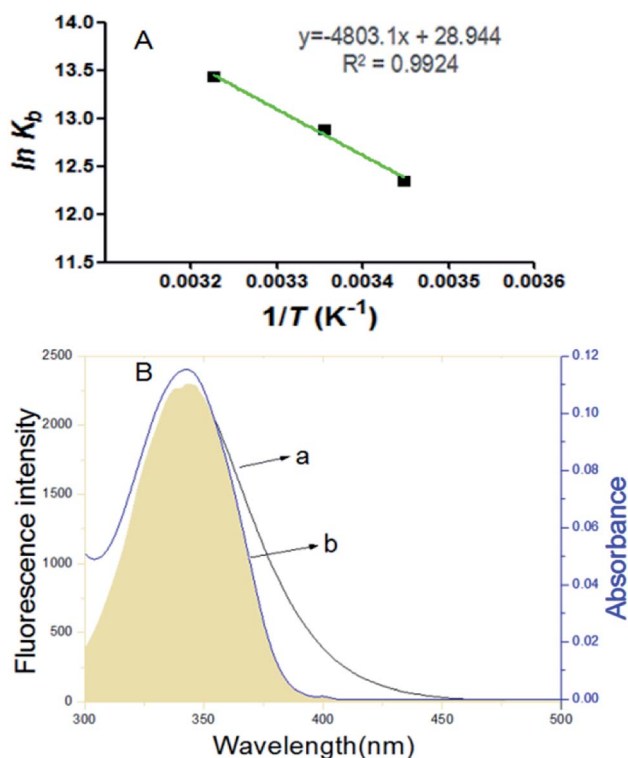 A
y=-4803.1x + 28.944
R² = 0.9924
14.0
13.5
13.0
12.5
12.0
11.5
ln K_b
0.0032 0.0033 0.0034 0.0035 0.0036
1/T (K⁻¹)
B
2500
2000
1500
1000
500
0
Fluorescence intensity
a
b
0.12
0.10
0.08
0.06
0.04
0.02
0.00
Absorbance
300 350 400 450 500
Wavelength(nm)